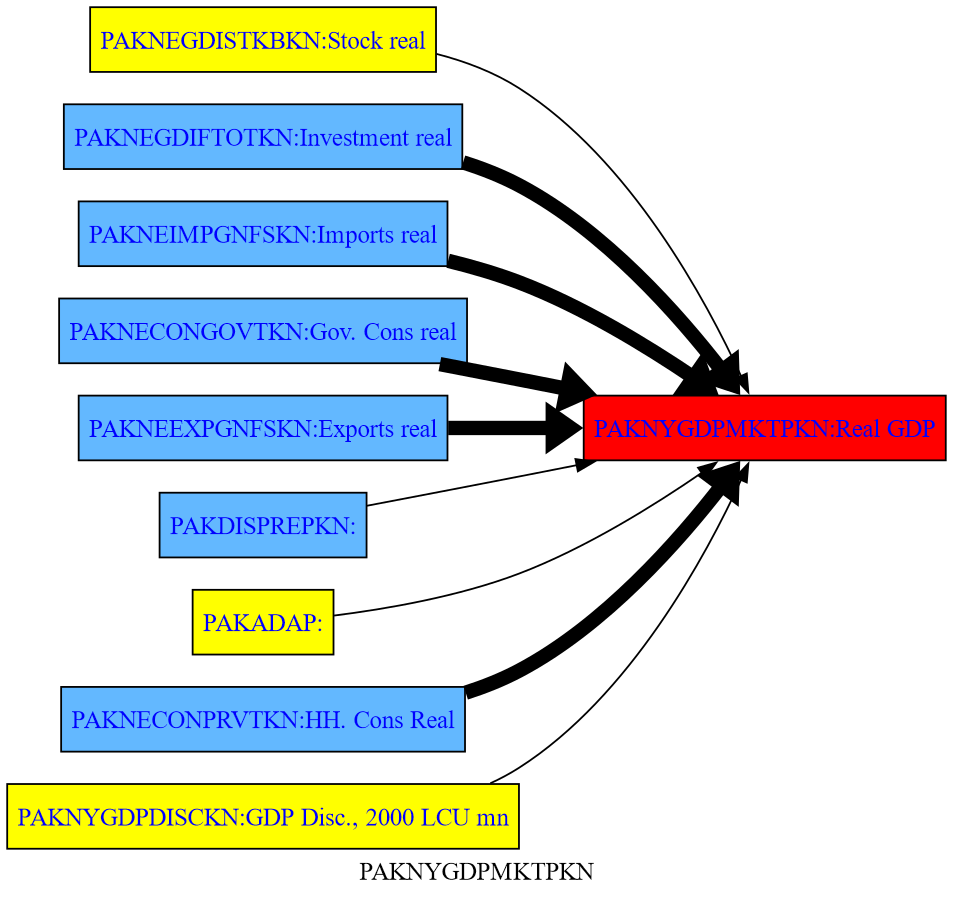 PAKNEGDISTKBKN:Stock real
PAKNEGDIFTOTKN:Investment real
PAKNEIMPGNFSKN:Imports real
PAKNECONGOVTKN:Gov. Cons real
PAKNEEXPGNFSKN:Exports real
PAKNYGDPMKTPKN:Real GDP
PAKDISPREPKN:
PAKADAP:
PAKNECONPRVTKN:HH. Cons Real
PAKNYGDPDISCKN:GDP Disc., 2000 LCU mn
PAKNYGDPMKTPKN